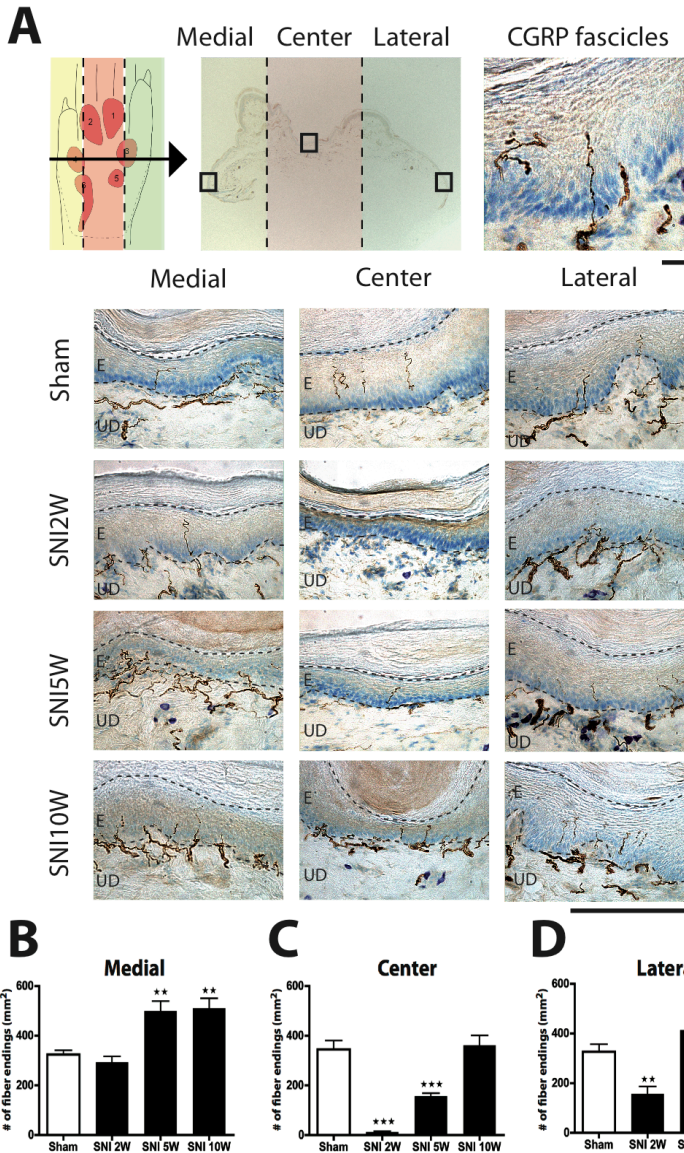 A
Medial Center Lateral CGRP fascicles
2 1
3
5
Medial Center Lateral
Sham
E
UD
E
UD
E
UD
SNI2W
E
UD
E
UD
E
UD
SNI5W
E
UD
E
UD
E
UD
SNI10W
E
UD
E
UD
E
UD
B C D
Medial
# of fiber endings (mm²)
600
400
200
0
★★ ★★
Sham SNI 2W SNI 5W SNI 10W
Center
# of fiber endings (mm²)
600
400
200
0
★★★ ★★★
Sham SNI 2W SNI 5W SNI 10W
Latera
# of fiber endings (mm²)
600
400
200
0
★★
Sham SNI 2W S